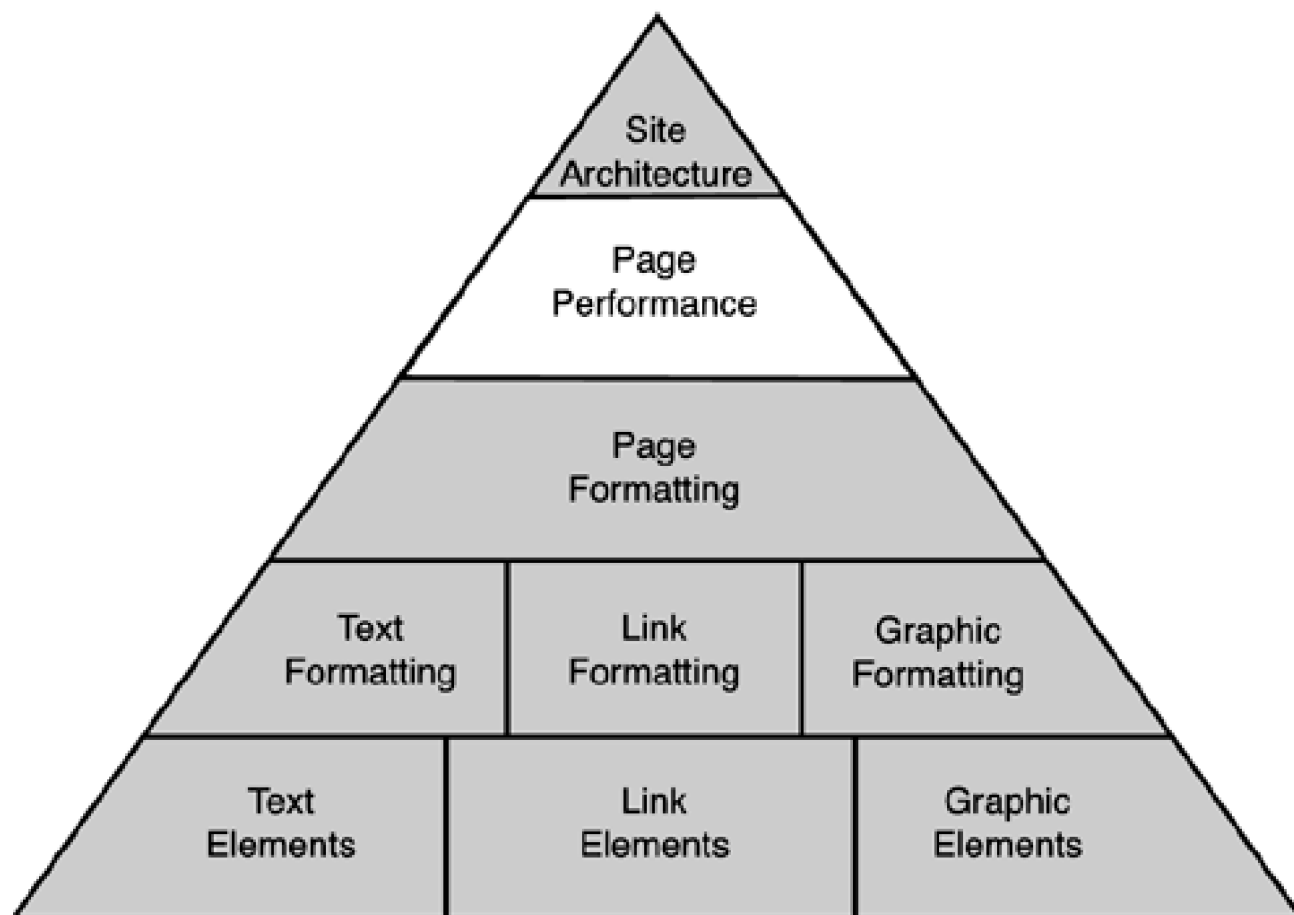 Site
Architecture
Page
Performance
Page
Formatting
Text
Formatting
Link
Formatting
Graphic
Formatting
Text
Elements
Link
Elements
Graphic
Elements